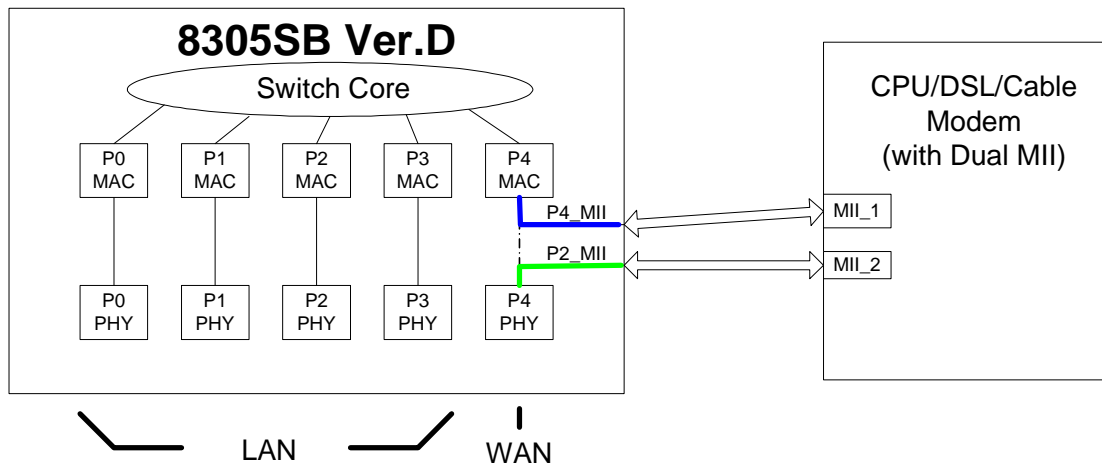 8305SB Ver.D
Switch Core
P0
MAC
P1
MAC
P2
MAC
P3
MAC
P4
MAC
P4_MII
P2_MII
P0
PHY
P1
PHY
P2
PHY
P3
PHY
P4
PHY
CPU/DSL/Cable
Modem
(with Dual MII)
MII_1
MII_2
LAN
WAN